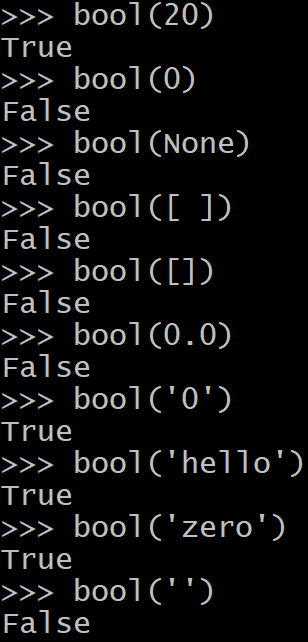 >>> bool(20)
True
>>> bool(0)
False
>>> bool(None)
False
>>> bool([ ])
False
>>> bool([])
False
>>> bool(0.0)
False
>>> bool('0')
True
>>> bool('hello')
True
>>> bool('zero')
True
>>> bool('')
False